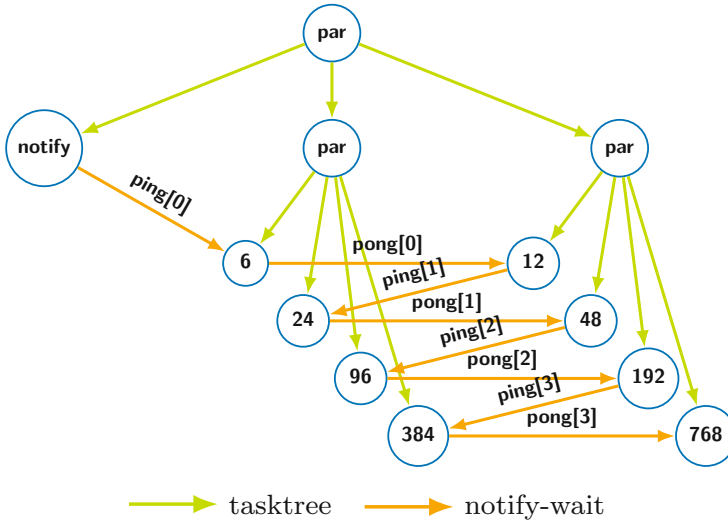 par
notify
par
par
ping[0]
6
pong[0]
12
ping[1]
24
pong[1]
48
ping[2]
96
pong[2]
192
ping[3]
384
pong[3]
768
tasktree
notify-wait